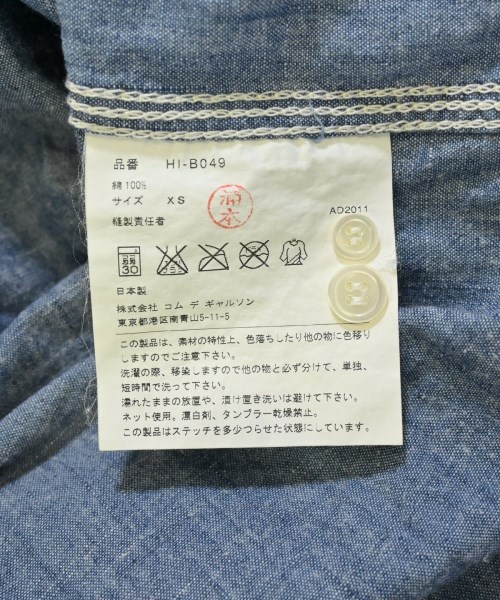 品番 HI-B049
綿100%
サイズ XS
縫製責任者
AD2011
弱 30
日本製
株式会社 コム デ ギャルソン
東京都港区南青山5-11-5
この製品は、素材の特性上、色落ちしたり他の物に色移り
しますのでご注意下さい。
洗濯の際、移染しますので他の物と必ず分けて、単独、
短時間で洗って下さい。
濡れたままの放置や、漬け置き洗いは避けて下さい。
ネット使用。漂白剤、タンブラー乾燥禁止。
この製品はステッチを多少つらせた状態にしています。